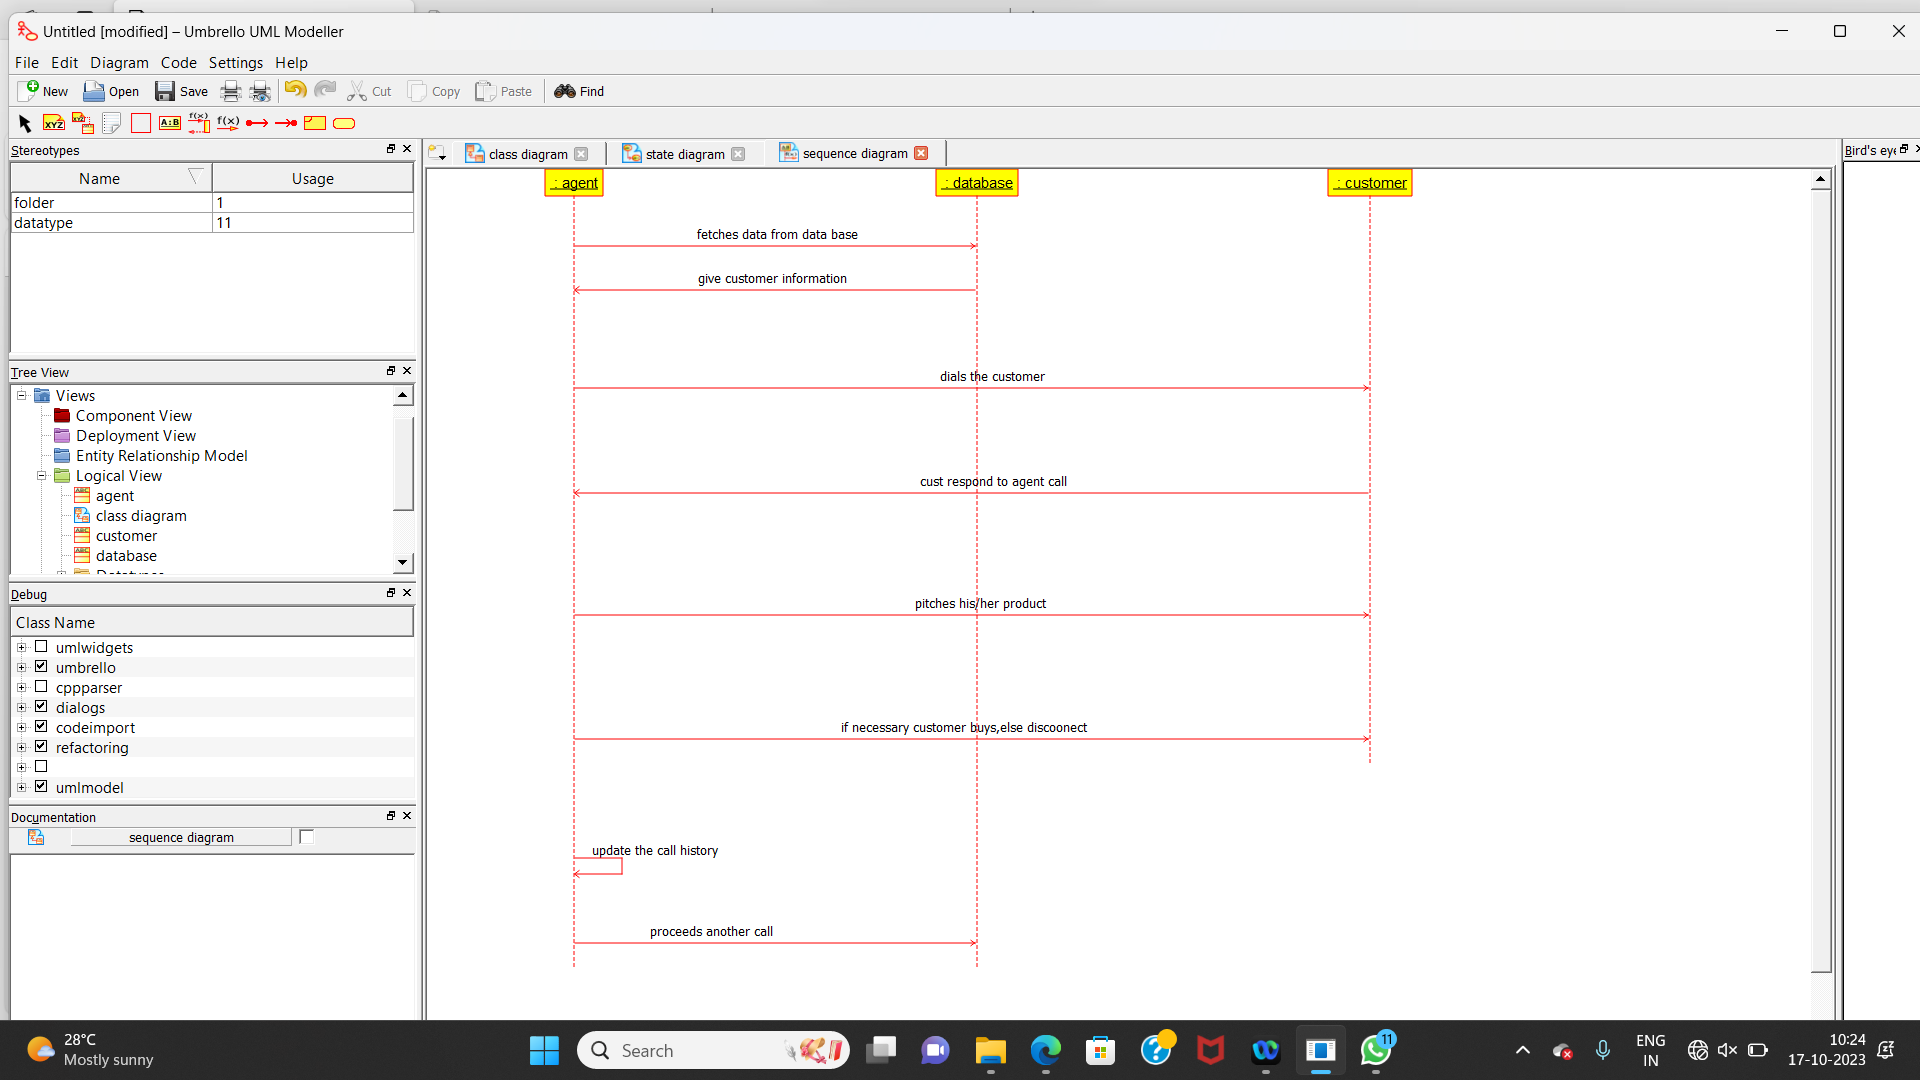 Untitled [modified] – Umbrello UML Modeller
File Edit Diagram Code Settings Help
New Open Save Cut Copy Paste Find
XYZ XYZ A:B f(x) f(x)
Stereotypes
Name Usage
folder 1
datatype 11
Tree View
Views
Component View
Deployment View
Entity Relationship Model
Logical View
agent
class diagram
customer
database
Datatypes
Debug
Class Name
umlwidgets
umbrello
cppparser
dialogs
codeimport
refactoring
umlmodel
Documentation
sequence diagram
class diagram state diagram sequence diagram
: agent : database : customer
fetches data from data base
give customer information
dials the customer
cust respond to agent call
pitches his/her product
if necessary customer buys,else discoonect
update the call history
proceeds another call
Bird's eye
28°C
Mostly sunny
Search
11
ENG
IN
10:24
17-10-2023